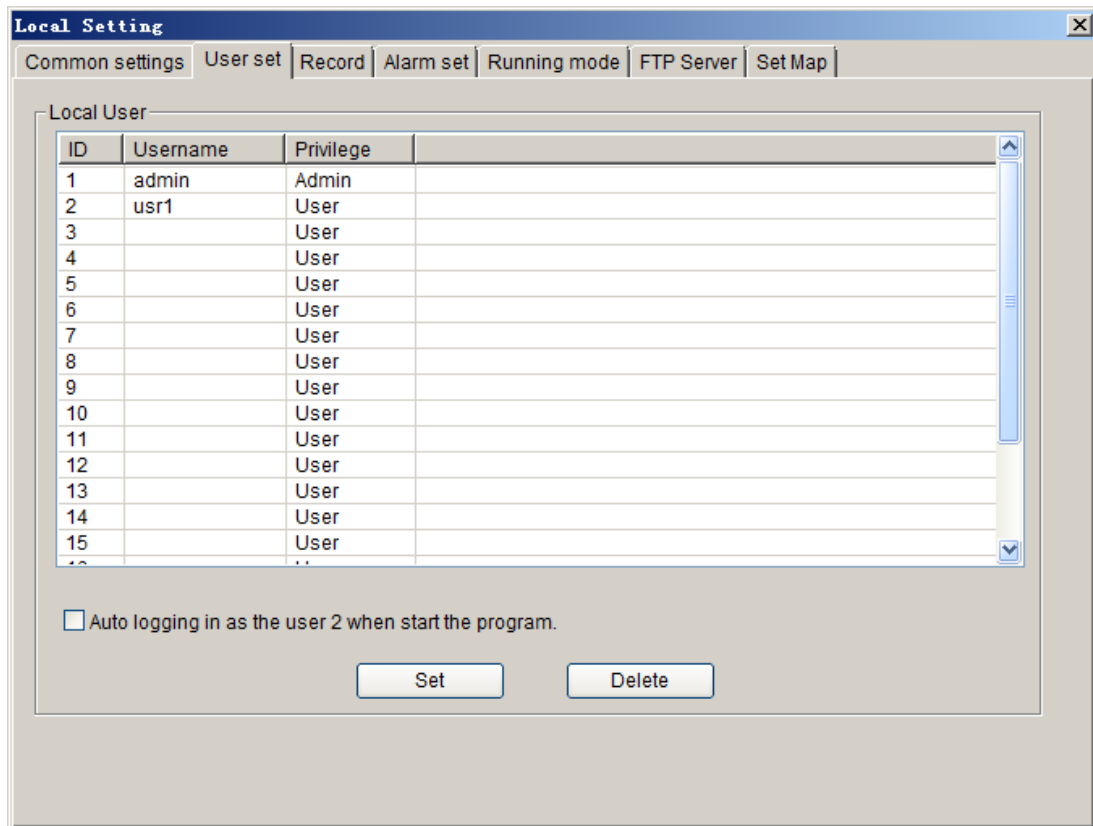 Local Setting
Common settings User set Record Alarm set Running mode FTP Server Set Map
Local User
ID Username Privilege
1 admin Admin
2 usr1 User
3 User
4 User
5 User
6 User
7 User
8 User
9 User
10 User
11 User
12 User
13 User
14 User
15 User
Auto logging in as the user 2 when start the program.
Set Delete